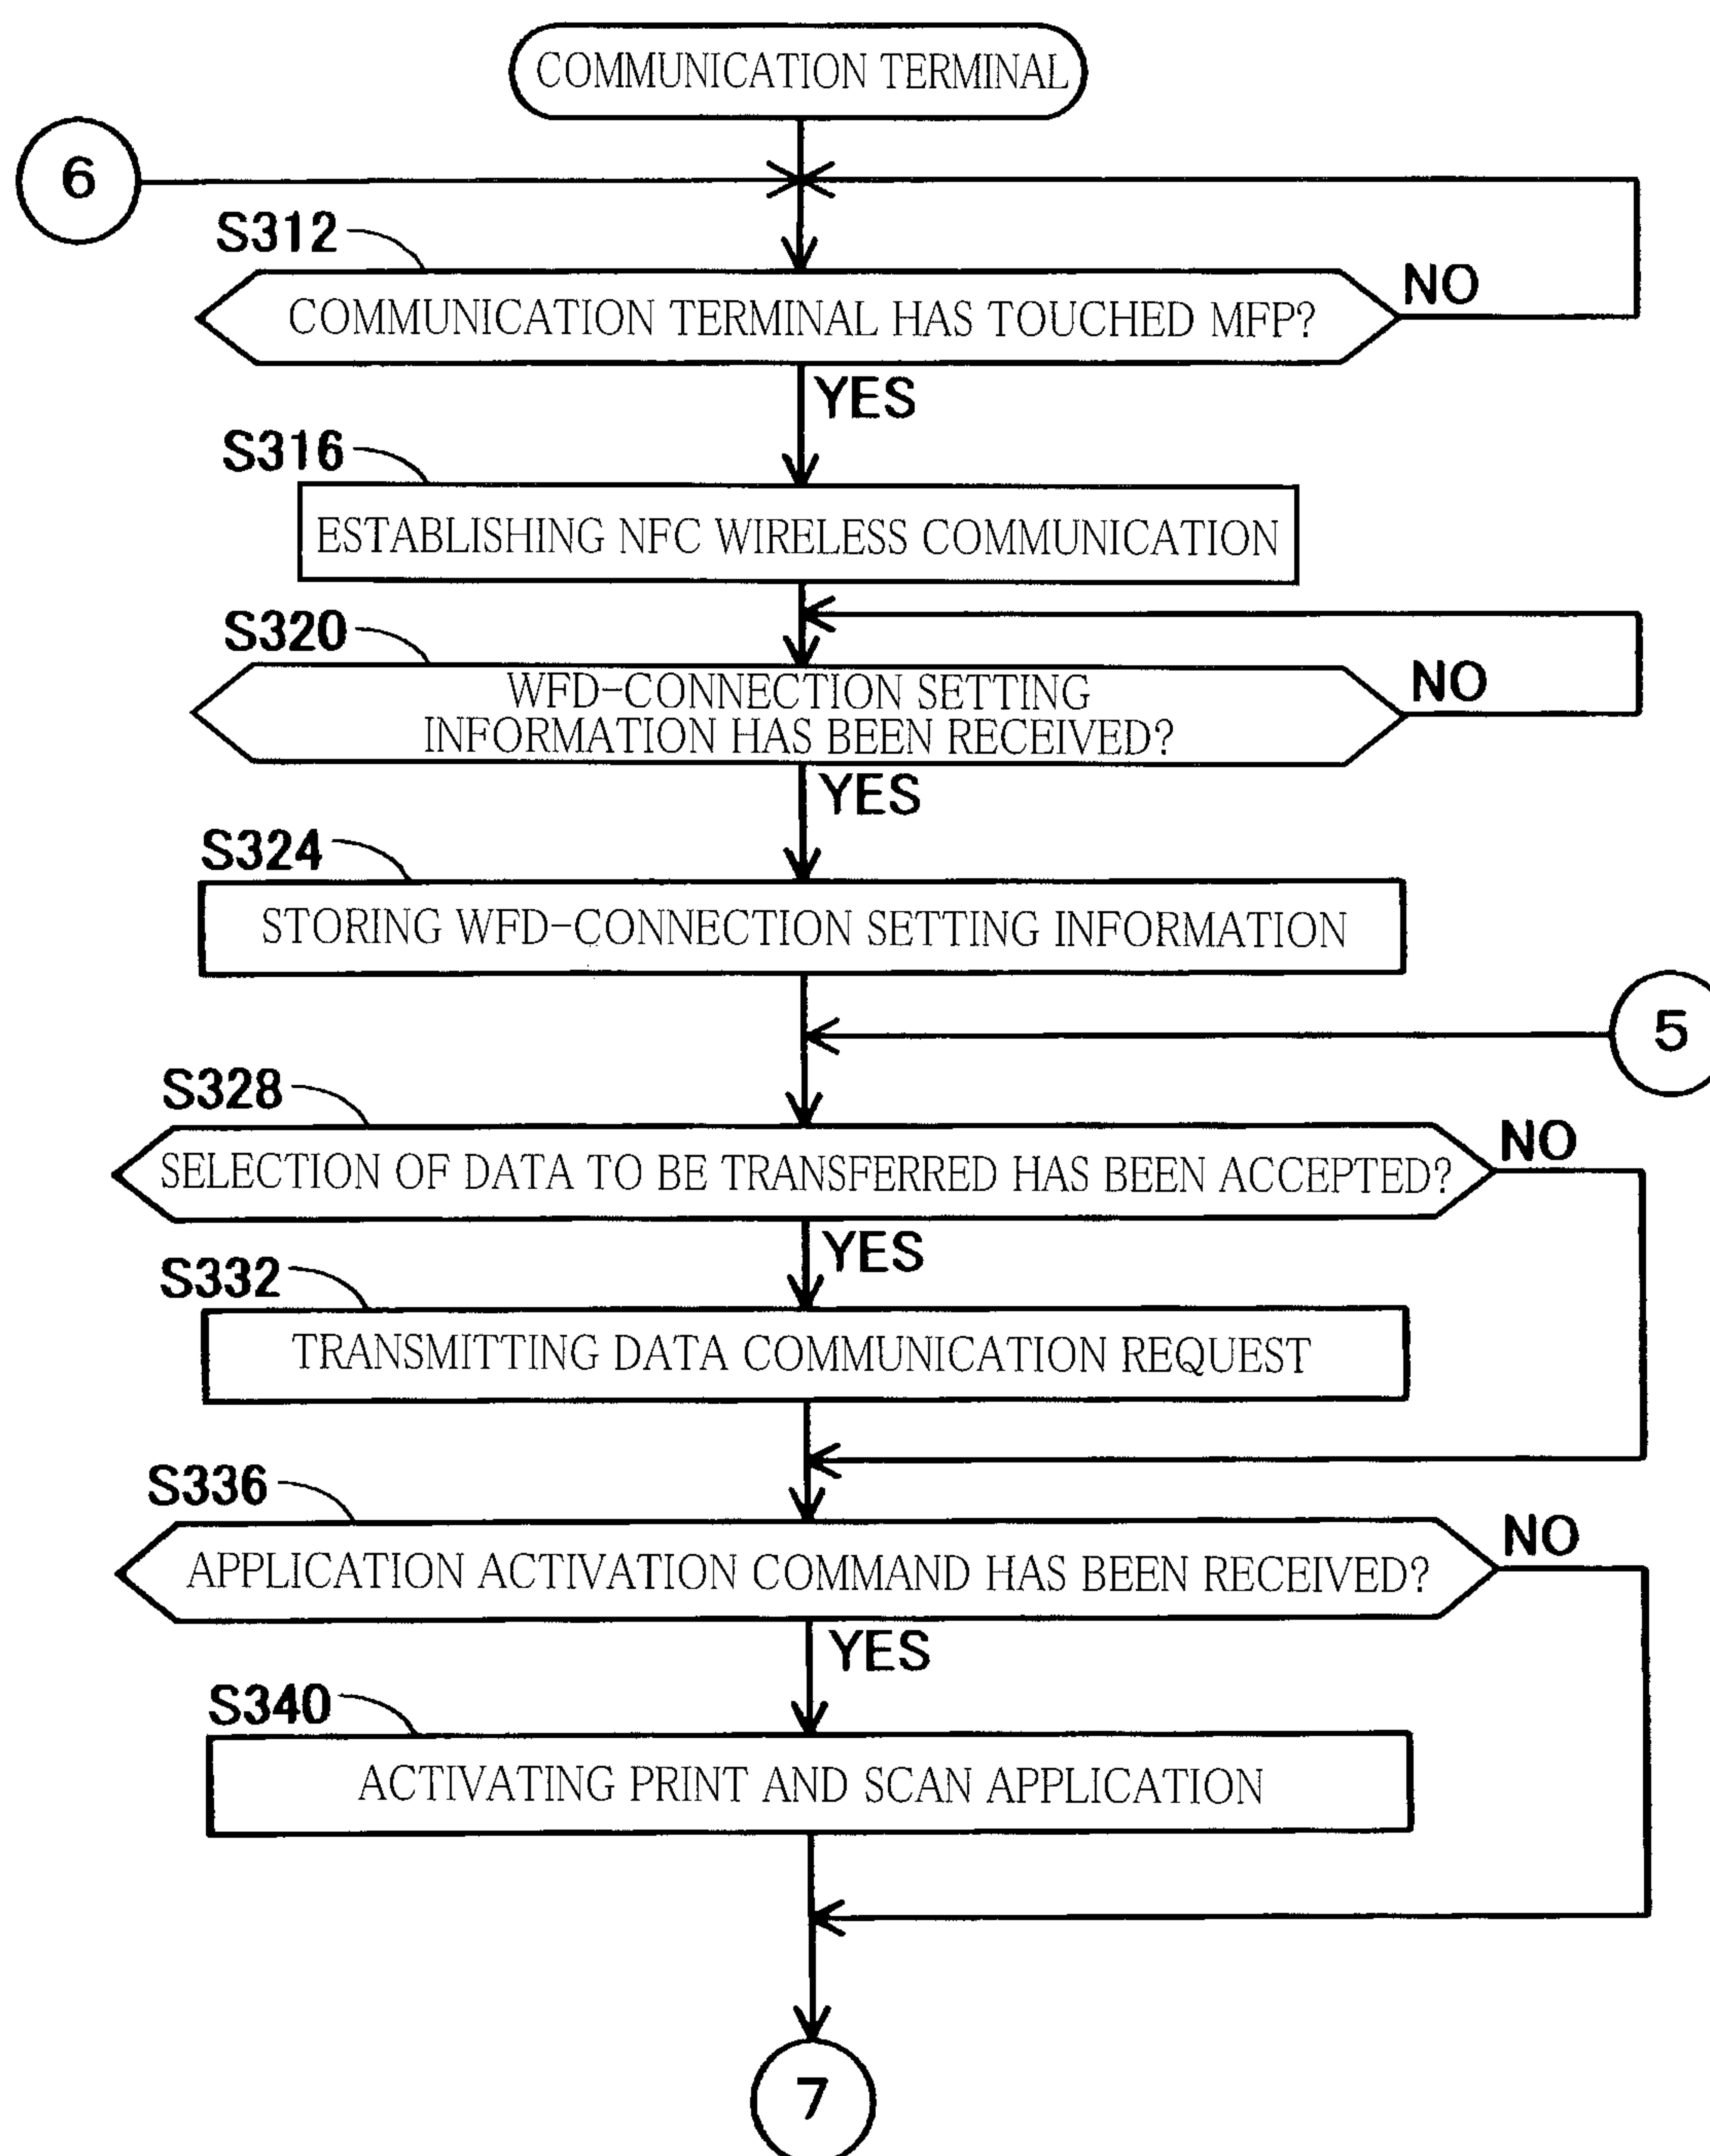 COMMUNICATION TERMINAL
6
S312
COMMUNICATION TERMINAL HAS TOUCHED MFP?
NO
YES
S316
ESTABLISHING NFC WIRELESS COMMUNICATION
S320
WFD-CONNECTION SETTING
INFORMATION HAS BEEN RECEIVED?
NO
YES
S324
STORING WFD-CONNECTION SETTING INFORMATION
5
S328
SELECTION OF DATA TO BE TRANSFERRED HAS BEEN ACCEPTED?
NO
YES
S332
TRANSMITTING DATA COMMUNICATION REQUEST
S336
APPLICATION ACTIVATION COMMAND HAS BEEN RECEIVED?
NO
YES
S340
ACTIVATING PRINT AND SCAN APPLICATION
7